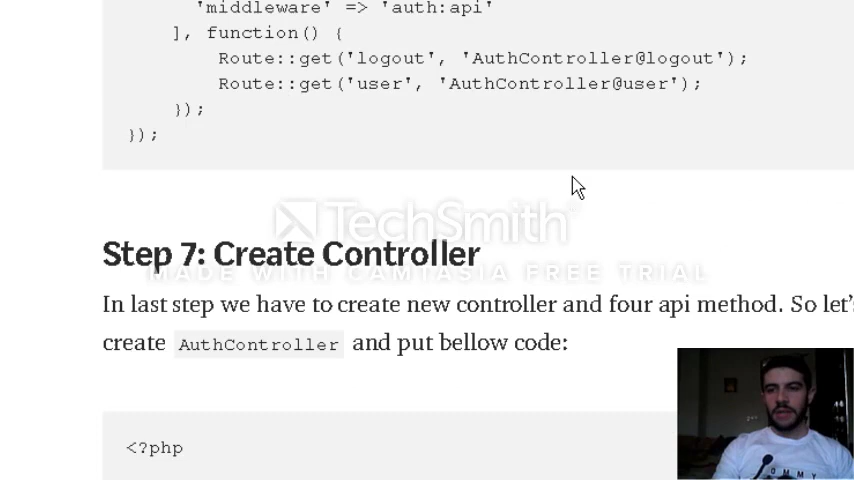 'middleware' => 'auth:api'
], function() {
Route::get('logout', 'AuthController@logout');
Route::get('user', 'AuthController@user');
});
});
TechSmith
Step 7: Create Controller
MADE WITH CAMTASIA FREE TRIAL
In last step we have to create new controller and four api method. So let's
create AuthController and put bellow code:
<?php
OMMY